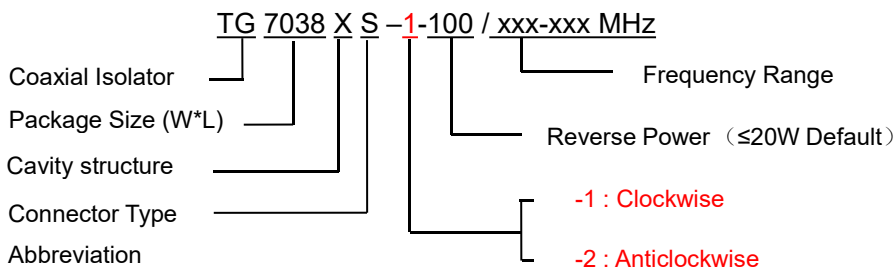 TG 7038 X S –1-100 / xxx-xxx MHz
Coaxial Isolator
Frequency Range
Package Size (W*L)
Reverse Power（≤20W Default）
Cavity structure
-1 : Clockwise
Connector Type
Abbreviation
-2 : Anticlockwise